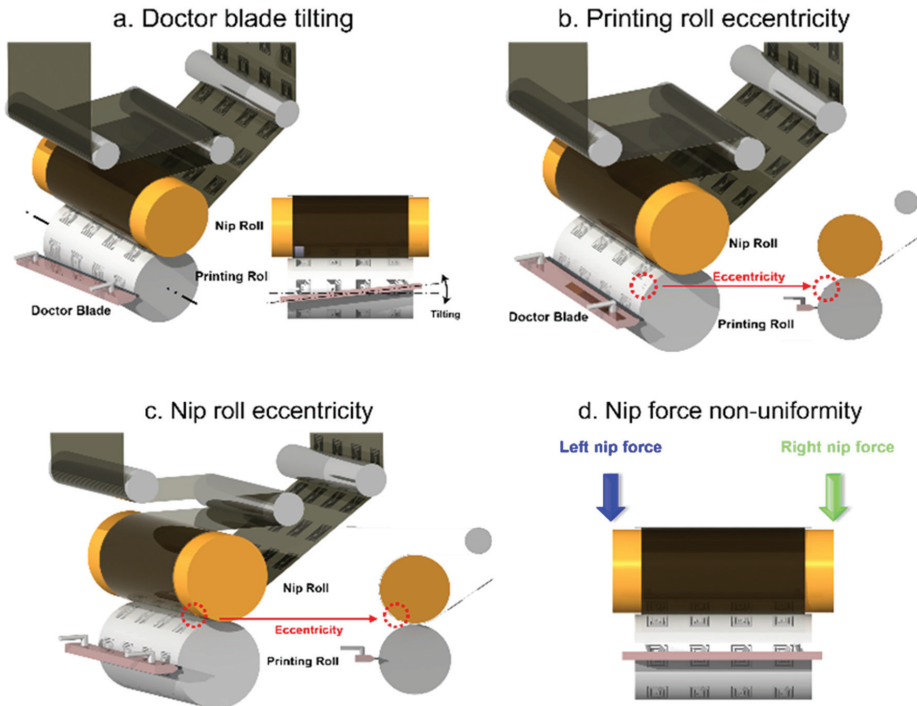 a. Doctor blade tilting
Nip Roll
Printing Roll
Doctor Blade
Tilting
b. Printing roll eccentricity
Nip Roll
Eccentricity
Doctor Blade
Printing Roll
c. Nip roll eccentricity
Nip Roll
Eccentricity
Printing Roll
d. Nip force non-uniformity
Left nip force
Right nip force